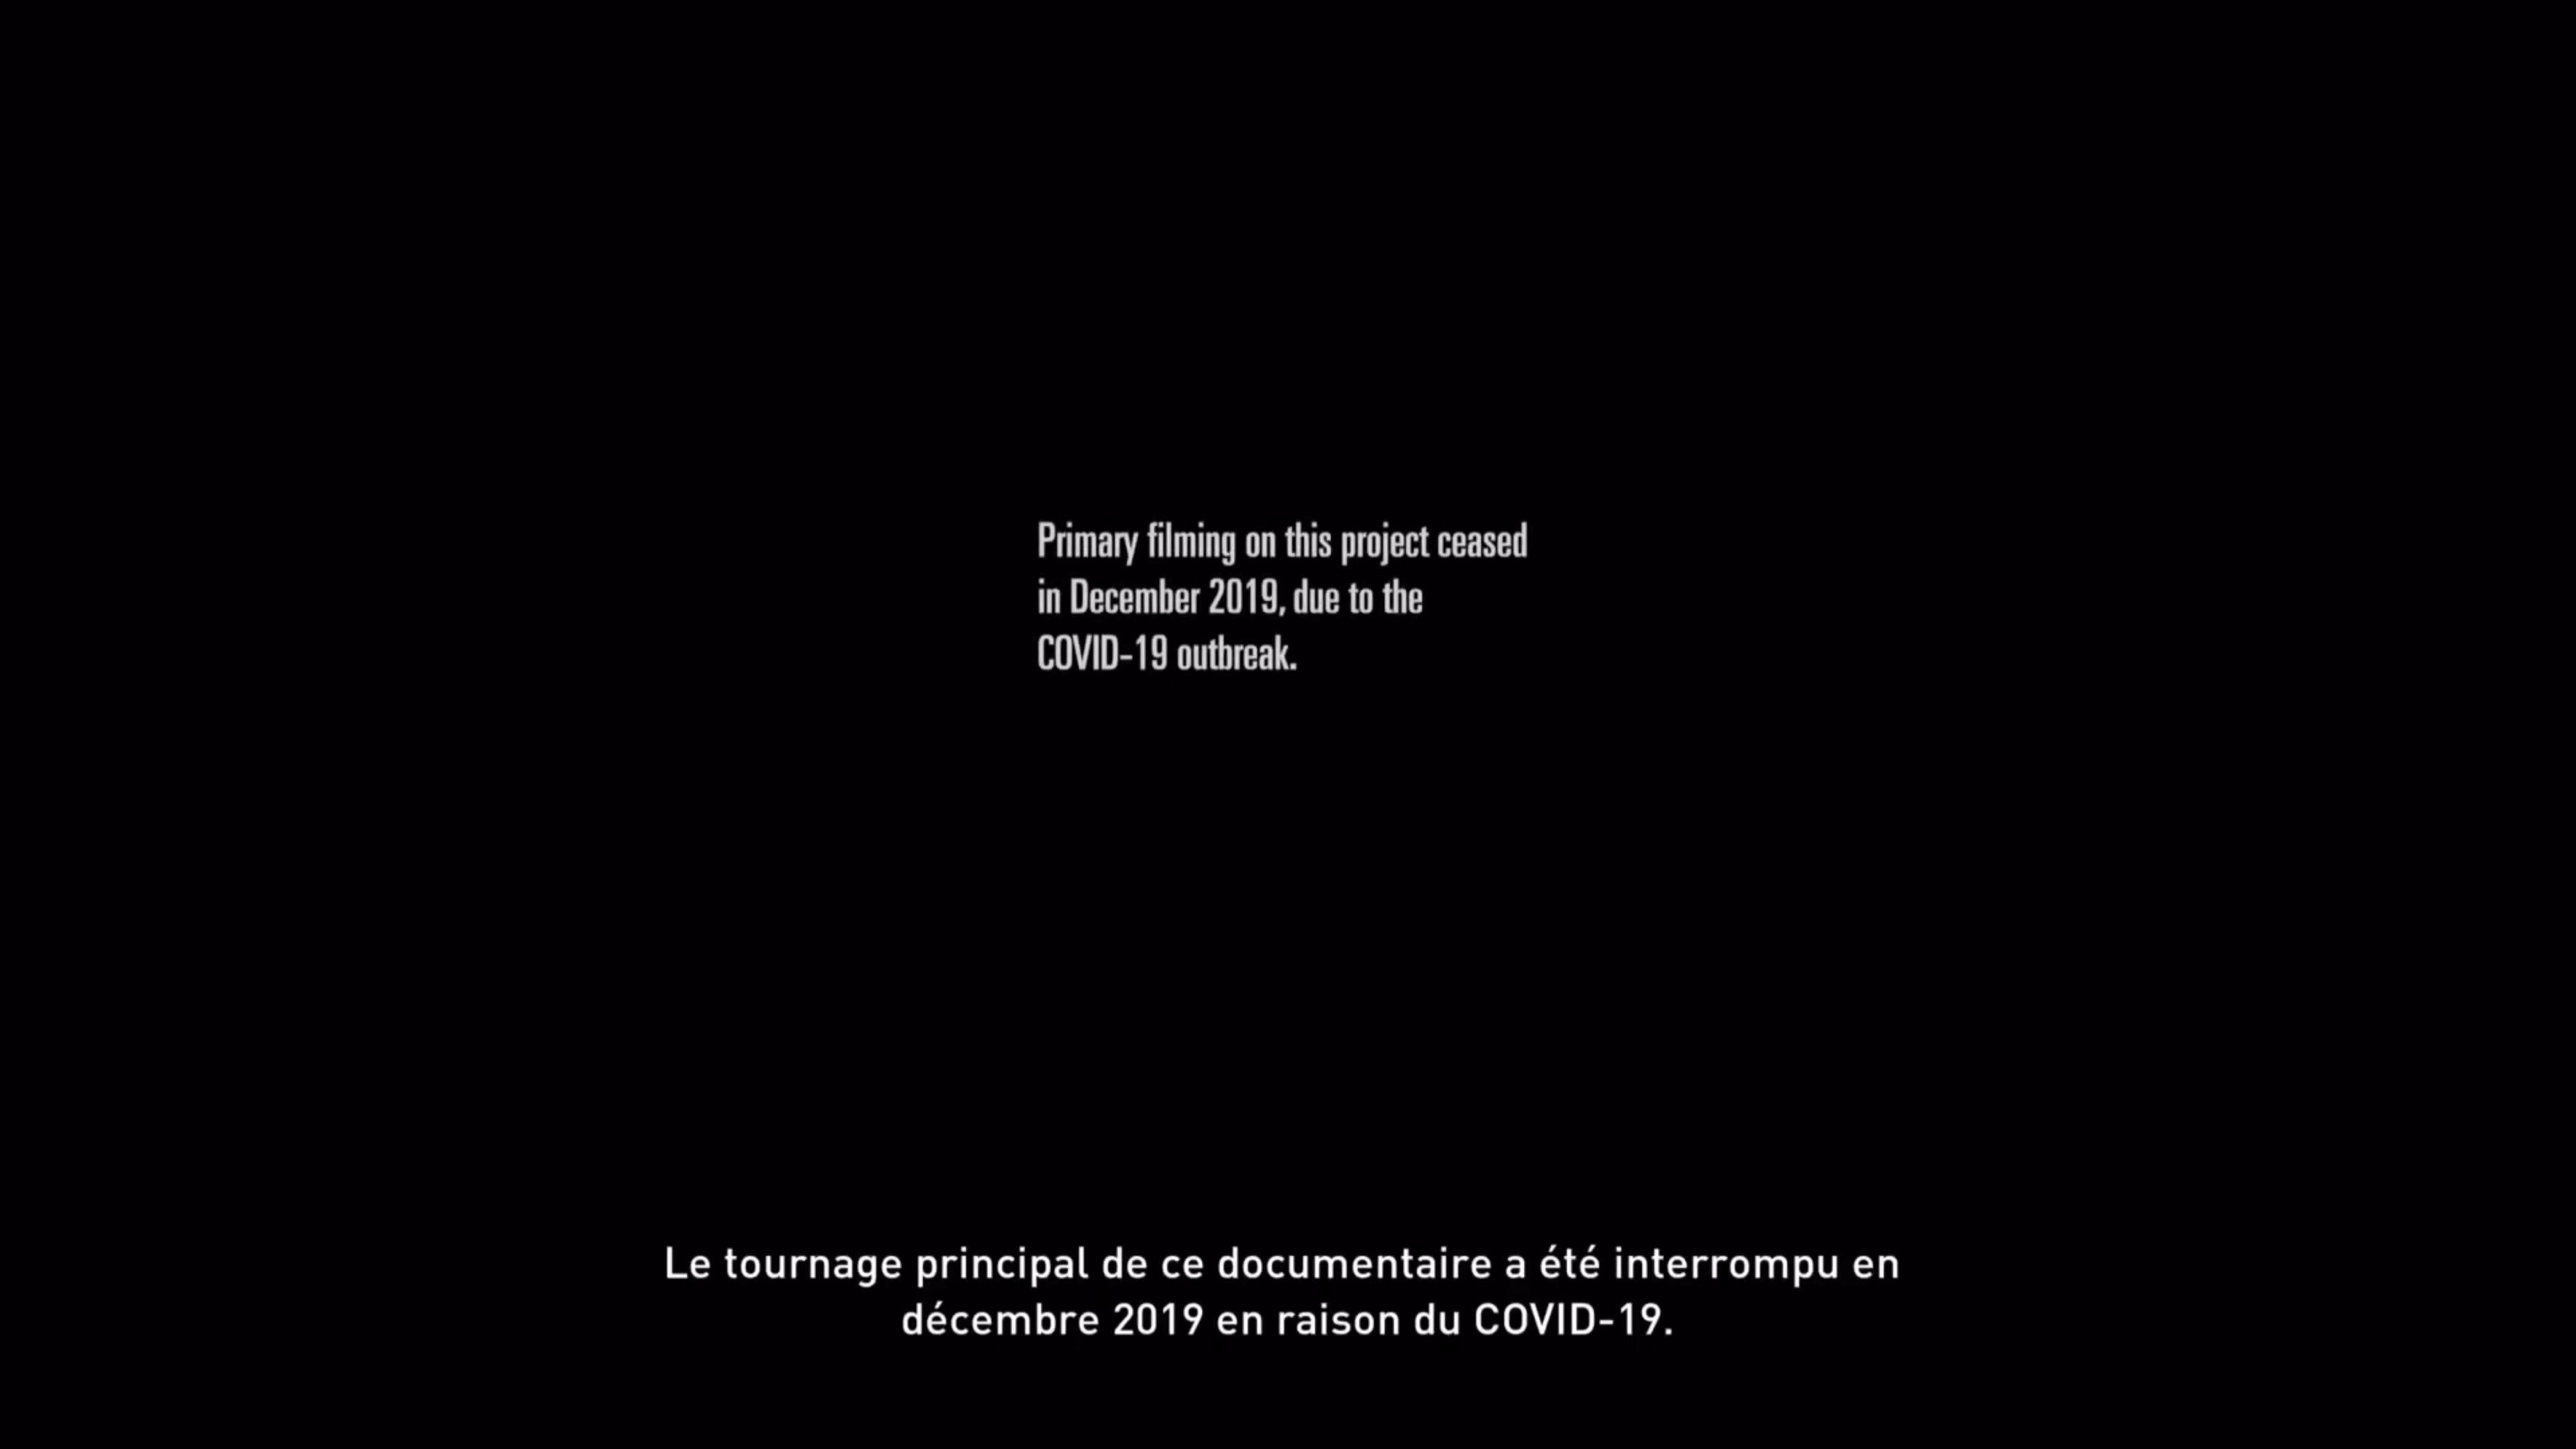 Primary filming on this project ceased
in December 2019, due to the
COVID-19 outbreak.
Le tournage principal de ce documentaire a été interrompu en
décembre 2019 en raison du COVID-19.